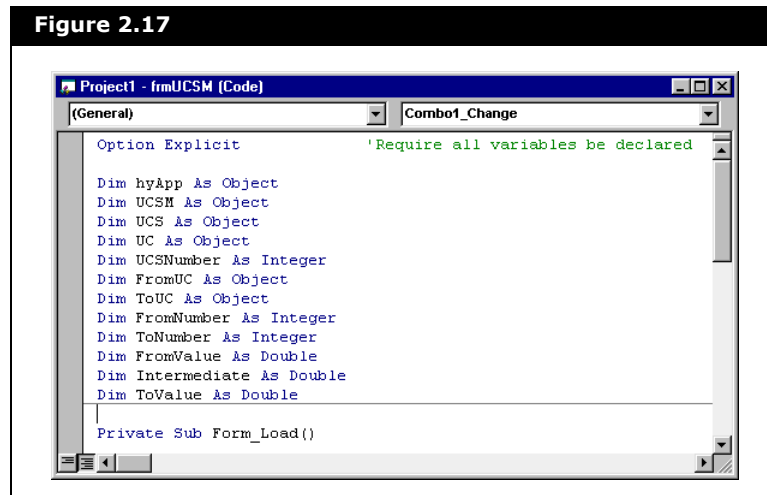 Figure 2.17
Project1 - frmUCSM (Code)
(General) Combo1_Change
Option Explicit 'Require all variables be declared
Dim hyApp As Object
Dim UCSM As Object
Dim UCS As Object
Dim UC As Object
Dim UCSNumber As Integer
Dim FromUC As Object
Dim ToUC As Object
Dim FromNumber As Integer
Dim ToNumber As Integer
Dim FromValue As Double
Dim Intermediate As Double
Dim ToValue As Double
Private Sub Form_Load()